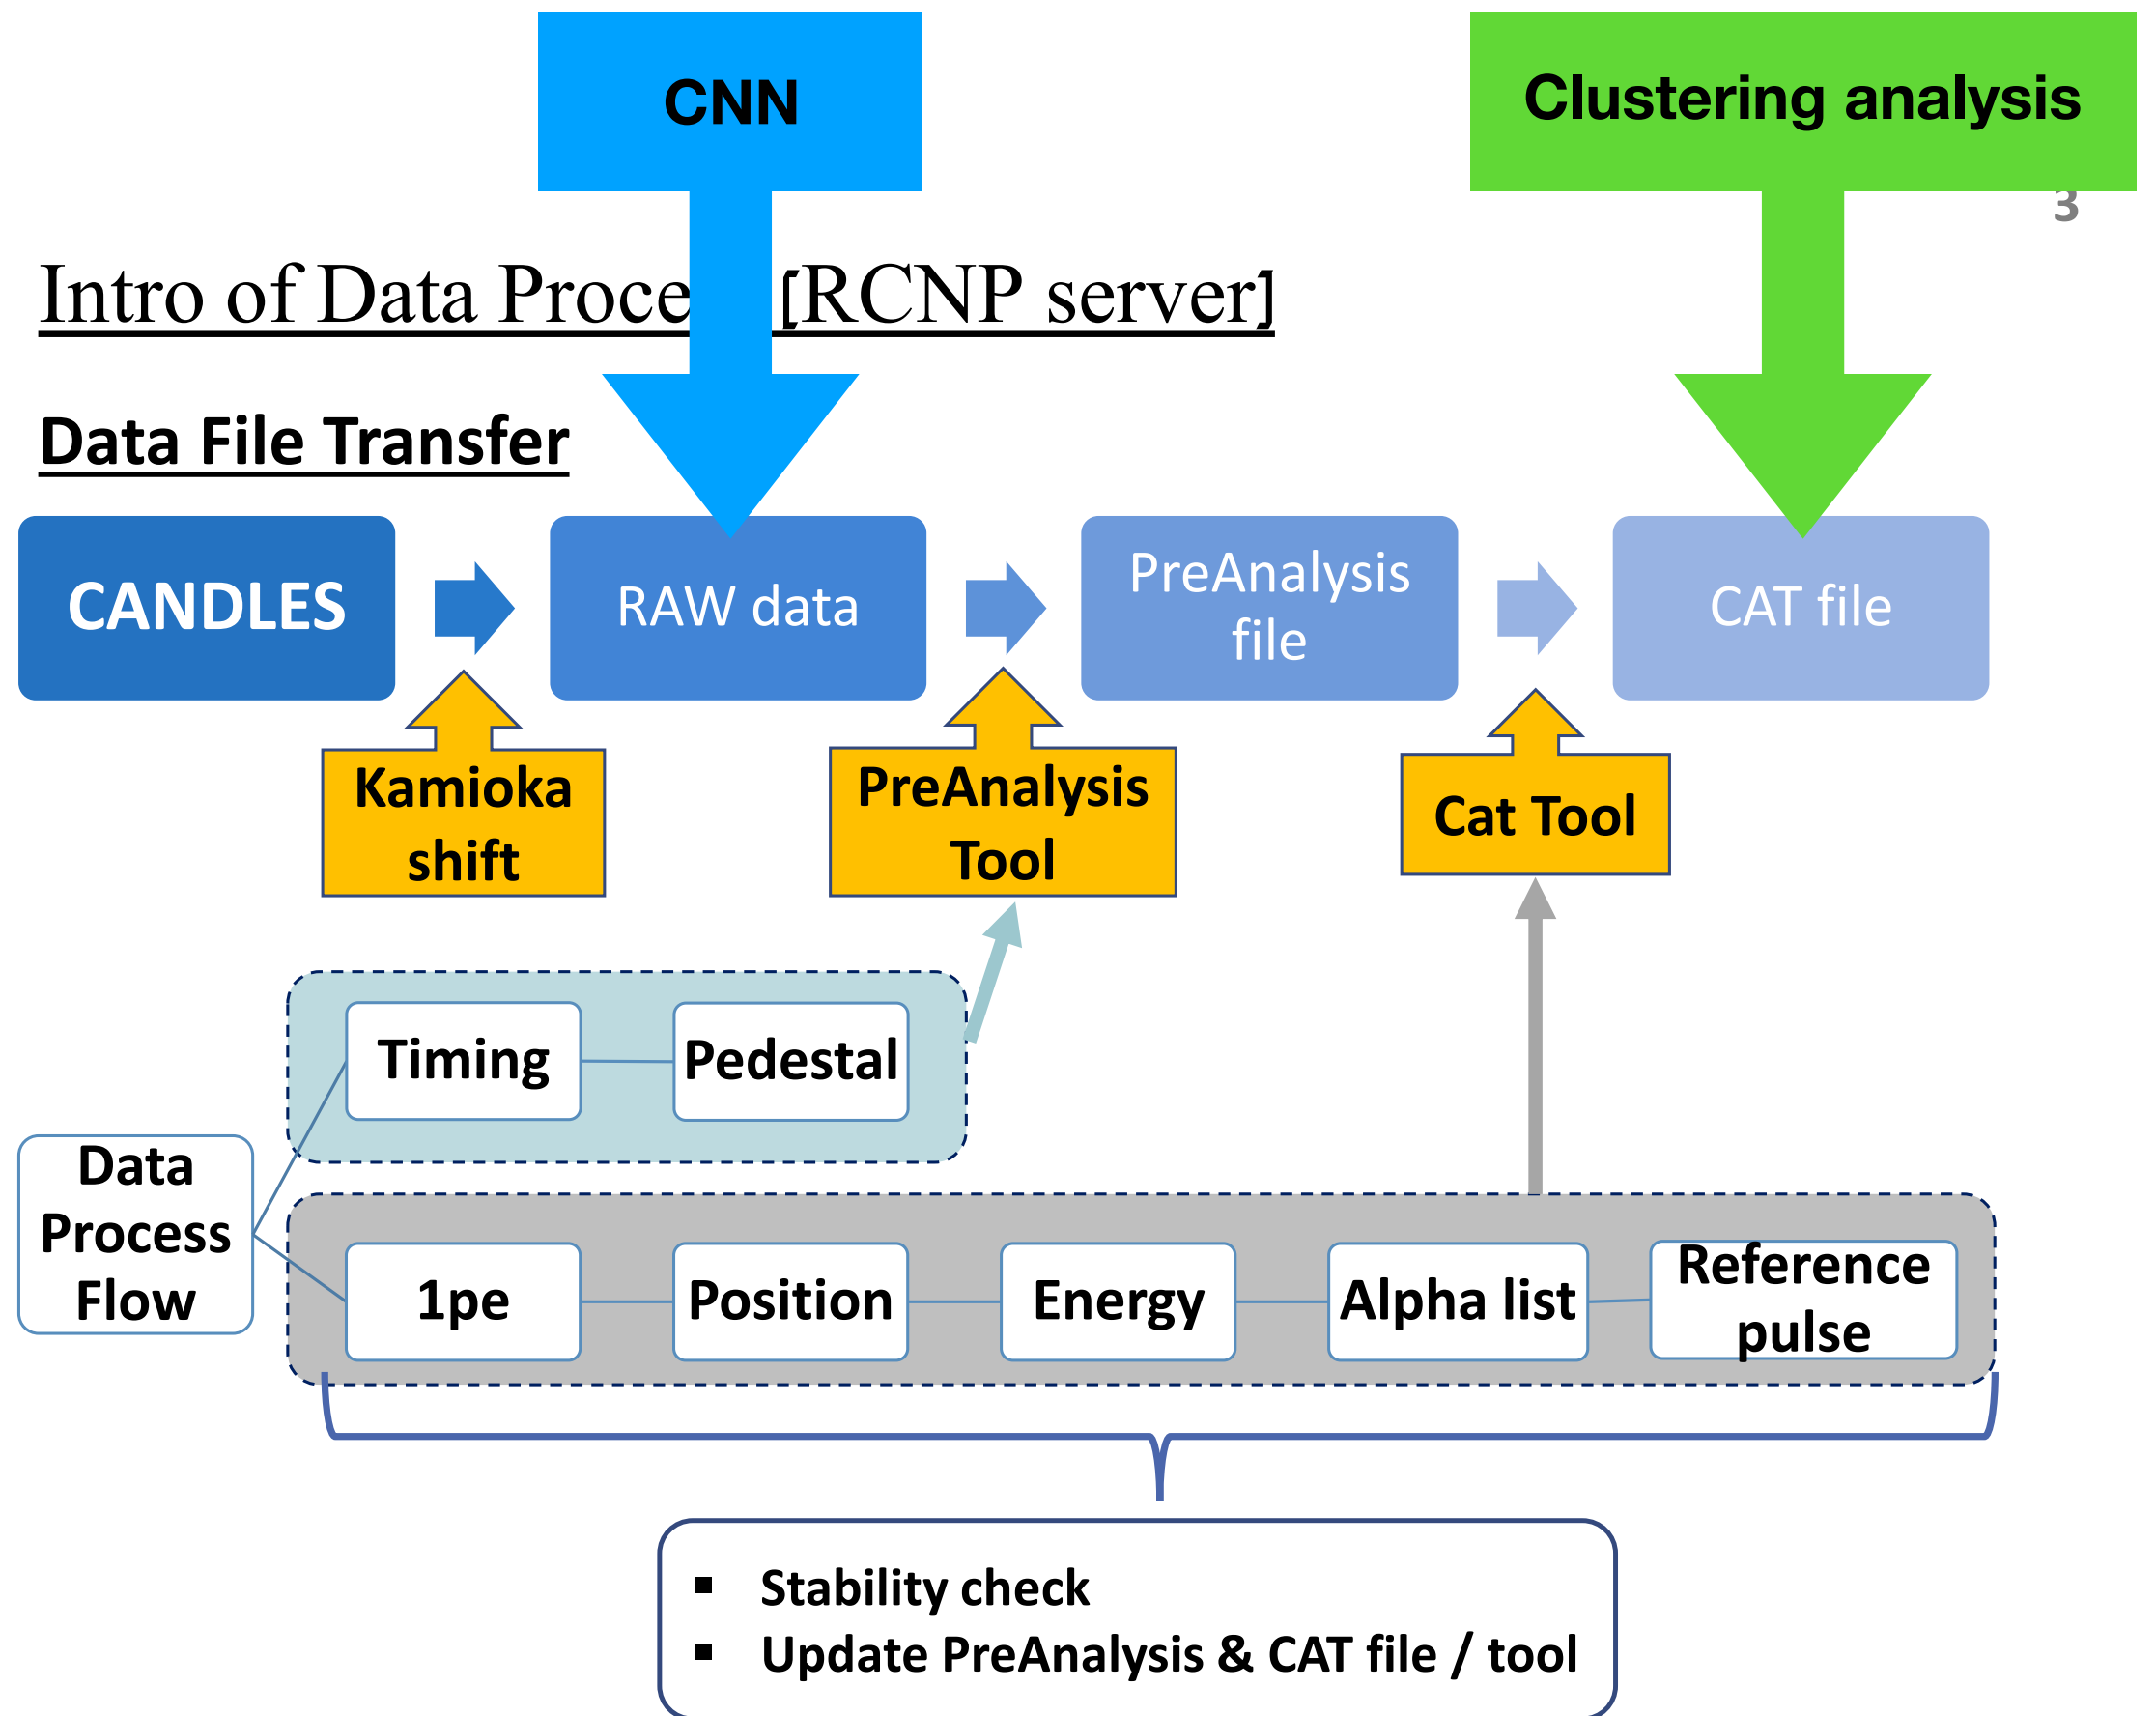 CNN
Clustering analysis
3
Intro of Data Proce [RCNP server]
Data File Transfer
CANDLES
RAW data
PreAnalysis
file
CAT file
Kamioka
shift
PreAnalysis
Tool
Cat Tool
Timing
Pedestal
Data
Process
Flow
1pe
Position
Energy
Alpha list
Reference
pulse
▪ Stability check
▪ Update PreAnalysis & CAT file / tool